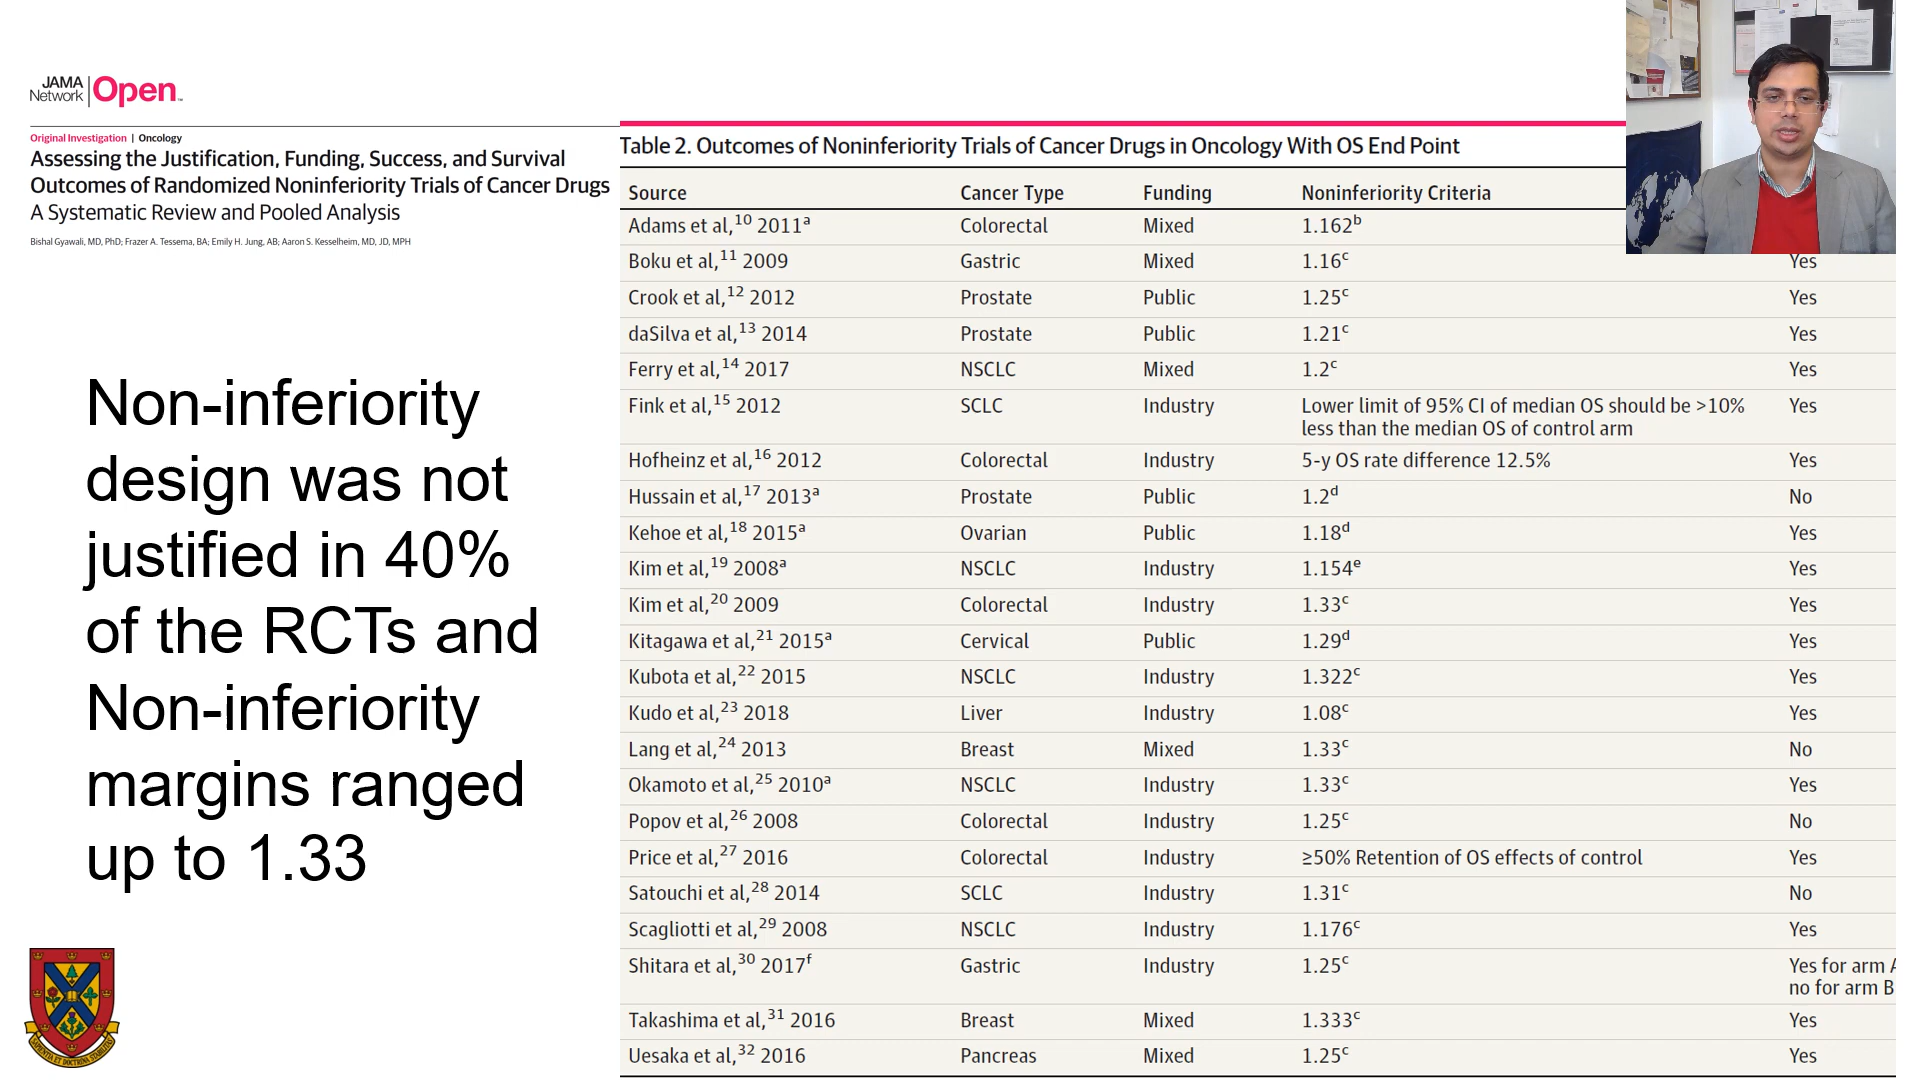 JAMA
Network Open™
Original Investigation | Oncology
Assessing the Justification, Funding, Success, and Survival
Outcomes of Randomized Noninferiority Trials of Cancer Drugs
A Systematic Review and Pooled Analysis
Bishal Gyawali, MD, PhD; Frazer A. Tessema, BA; Emily H. Jung, AB; Aaron S. Kesselheim, MD, JD, MPH
Non-inferiority
design was not
justified in 40%
of the RCTs and
Non-inferiority
margins ranged
up to 1.33
Table 2. Outcomes of Noninferiority Trials of Cancer Drugs in Oncology With OS End Point
Source Cancer Type Funding Noninferiority Criteria
Adams et al,10 2011a Colorectal Mixed 1.162b
Boku et al,11 2009 Gastric Mixed 1.16c Yes
Crook et al,12 2012 Prostate Public 1.25c Yes
daSilva et al,13 2014 Prostate Public 1.21c Yes
Ferry et al,14 2017 NSCLC Mixed 1.2c Yes
Fink et al,15 2012 SCLC Industry Lower limit of 95% CI of median OS should be >10% Yes
less than the median OS of control arm
Hofheinz et al,16 2012 Colorectal Industry 5-y OS rate difference 12.5% Yes
Hussain et al,17 2013a Prostate Public 1.2d No
Kehoe et al,18 2015a Ovarian Public 1.18d Yes
Kim et al,19 2008a NSCLC Industry 1.154e Yes
Kim et al,20 2009 Colorectal Industry 1.33c Yes
Kitagawa et al,21 2015a Cervical Public 1.29d Yes
Kubota et al,22 2015 NSCLC Industry 1.322c Yes
Kudo et al,23 2018 Liver Industry 1.08c Yes
Lang et al,24 2013 Breast Mixed 1.33c No
Okamoto et al,25 2010a NSCLC Industry 1.33c Yes
Popov et al,26 2008 Colorectal Industry 1.25c No
Price et al,27 2016 Colorectal Industry ≥50% Retention of OS effects of control Yes
Satouchi et al,28 2014 SCLC Industry 1.31c No
Scagliotti et al,29 2008 NSCLC Industry 1.176c Yes
Shitara et al,30 2017f Gastric Industry 1.25c Yes for arm A
no for arm B
Takashima et al,31 2016 Breast Mixed 1.333c Yes
Uesaka et al,32 2016 Pancreas Mixed 1.25c Yes